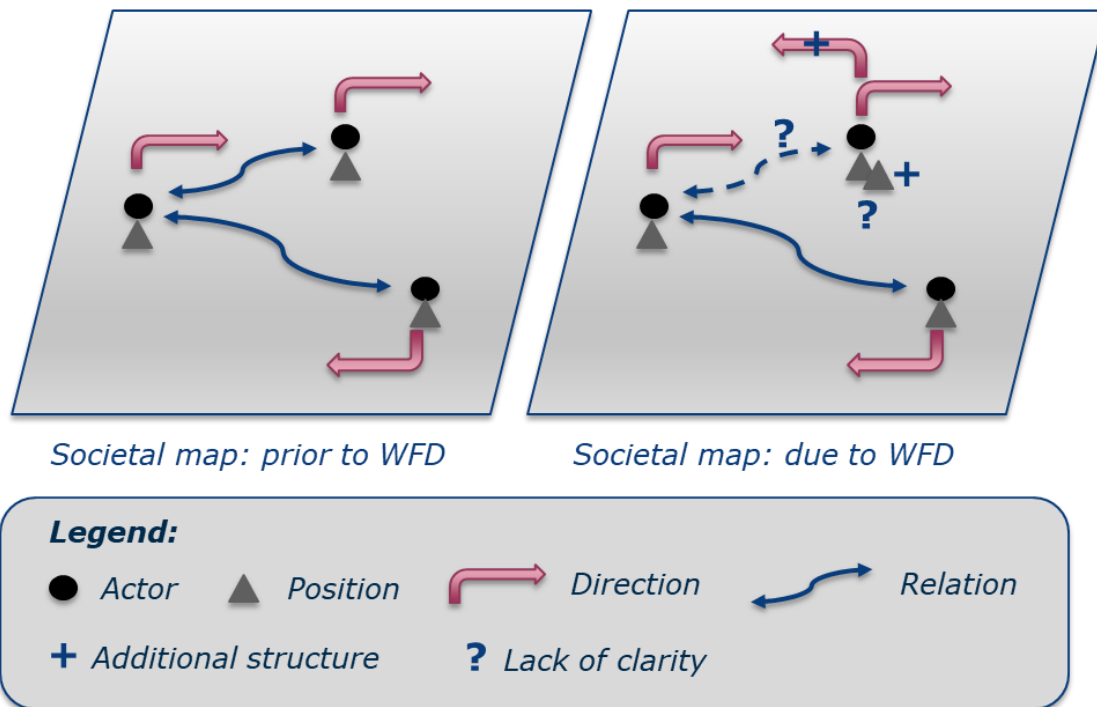 +
?
+
?
Societal map: prior to WFD
Societal map: due to WFD
Legend:
Actor
Position
Direction
Relation
+ Additional structure
? Lack of clarity